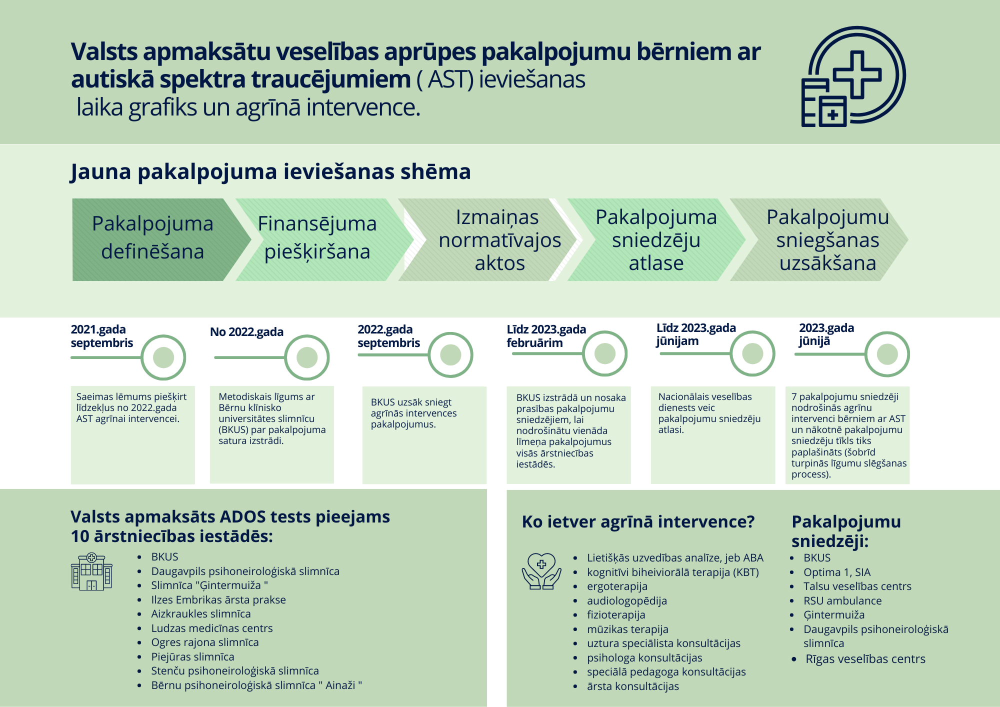 Valsts apmaksātu veselības aprūpes pakalpojumu bērniem ar
autiskā spektra traucējumiem ( AST) ieviešanas
laika grafiks un agrīnā intervence.
Jauna pakalpojuma ieviešanas shēma
Pakalpojuma
definēšana
Finansējuma
piešķiršana
Izmaiņas
normatīvajos
aktos
Pakalpojuma
sniedzēju
atlase
Pakalpojumu
sniegšanas
uzsākšana
2021.gada
septembris
Saeimas lēmums piešķirt
līdzekļus no 2022.gada
AST agrīnai intervencei.
No 2022.gada
Metodiskais līgums ar
Bērnu klīnisko
universitātes slimnīcu
(BKUS) par pakalpojuma
satura izstrādi.
2022.gada
septembris
BKUS uzsāk sniegt
agrīnās intervences
pakalpojumus.
Līdz 2023.gada
februārim
BKUS izstrādā un nosaka
prasības pakalpojumu
sniedzējiem, lai
nodrošinātu vienāda
līmeņa pakalpojumus
visās ārstniecības
iestādēs.
Līdz 2023.gada
jūnijam
Nacionālais veselības
dienests veic
pakalpojumu sniedzēju
atlasi.
2023.gada
jūnijā
7 pakalpojumu sniedzēji
nodrošinās agrīnu
intervenci bērniem ar AST
un nākotnē pakalpojumu
sniedzēju tīkls tiks
paplašināts (šobrīd
turpinās līgumu slēgšanas
process).
Valsts apmaksāts ADOS tests pieejams
10 ārstniecības iestādēs:
• BKUS
• Daugavpils psihoneiroloģiskā slimnīca
• Slimnīca "Ģintermuiža "
• Ilzes Embrikas ārsta prakse
• Aizkraukles slimnīca
• Ludzas medicīnas centrs
• Ogres rajona slimnīca
• Piejūras slimnīca
• Stenču psihoneiroloģiskā slimnīca
• Bērnu psihoneiroloģiskā slimnīca " Ainaži "
Ko ietver agrīnā intervence?
• Lietišķās uzvedības analīze, jeb ABA
• kognitīvi biheiviorālā terapija (KBT)
• ergoterapija
• audiologopēdija
• fizioterapija
• mūzikas terapija
• uztura speciālista konsultācijas
• psihologa konsultācijas
• speciālā pedagoga konsultācijas
• ārsta konsultācijas
Pakalpojumu
sniedzēji:
• BKUS
• Optima 1, SIA
• Talsu veselības centrs
• RSU ambulance
• Ģintermuiža
• Daugavpils psihoneiroloģiskā
slimnīca
• Rīgas veselības centrs